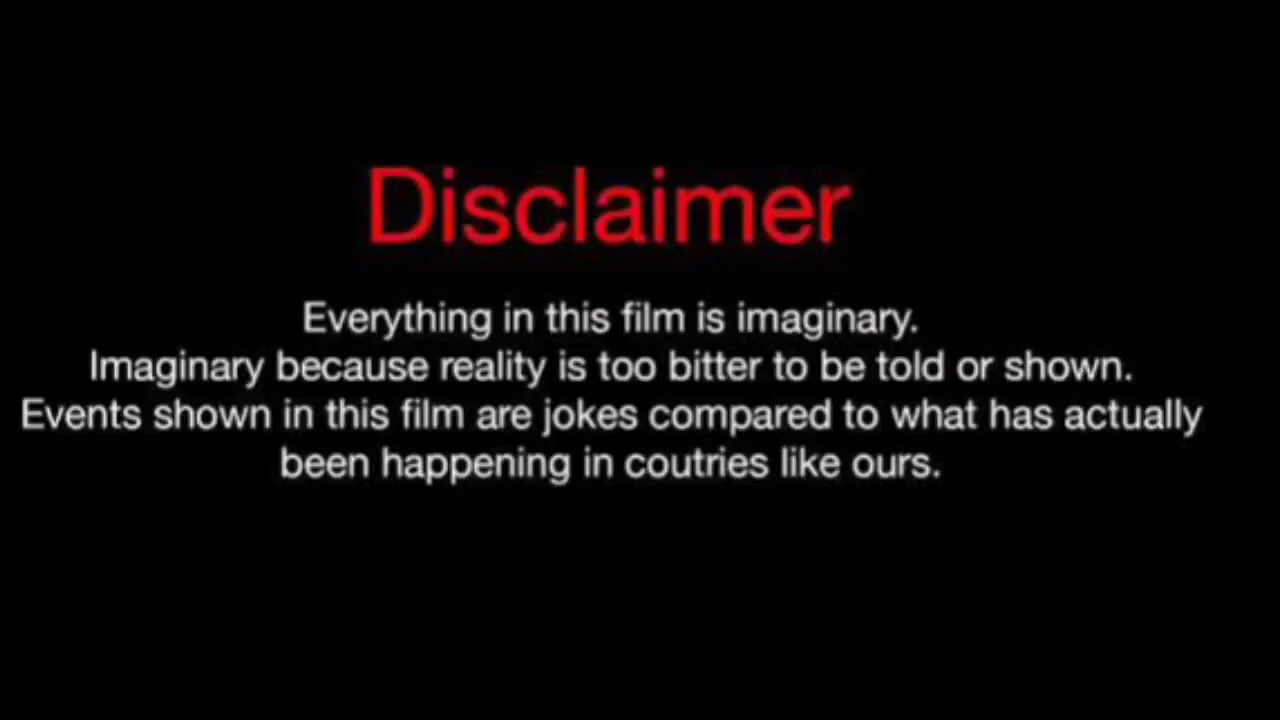 Disclaimer
Everything in this film is imaginary.
Imaginary because reality is too bitter to be told or shown.
Events shown in this film are jokes compared to what has actually
been happening in coutries like ours.